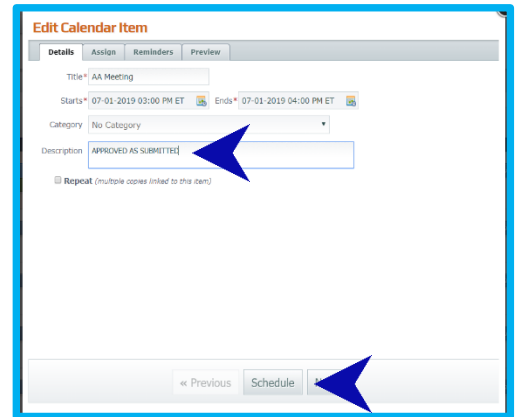 Edit Calendar Item
Details Assign Reminders Preview
Title* AA Meeting
Starts* 07-01-2019 03:00 PM ET Ends* 07-01-2019 04:00 PM ET
Category No Category
Description APPROVED AS SUBMITTED
Repeat (multiple copies linked to this item)
« Previous Schedule